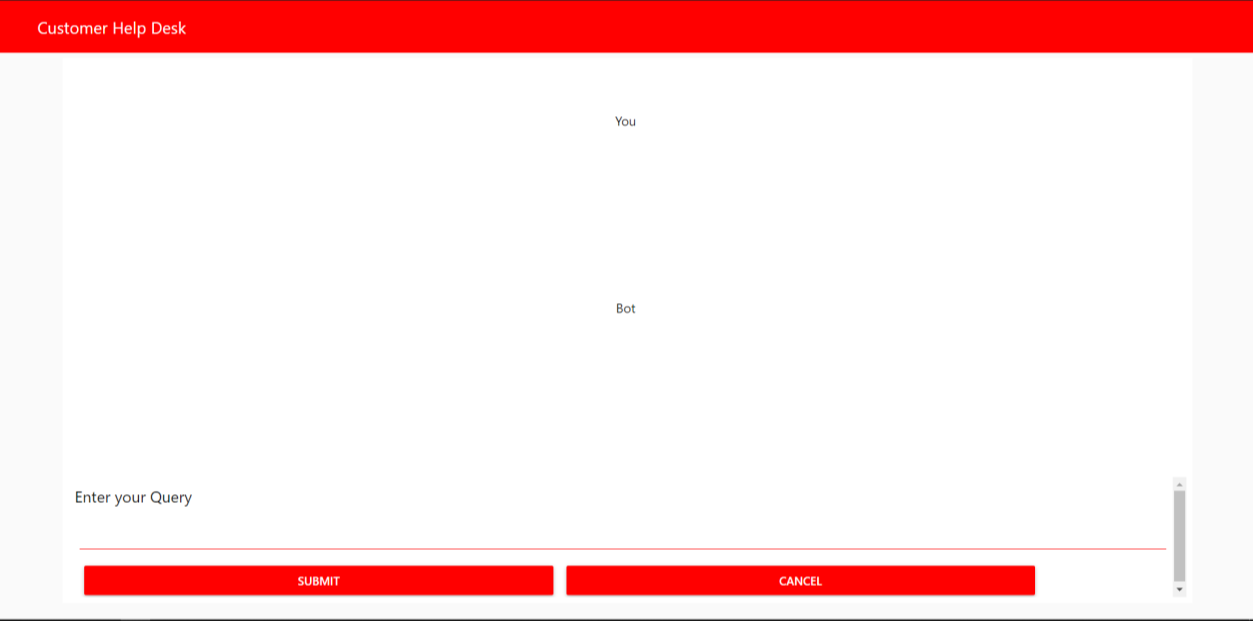 Customer Help Desk
You
Bot
Enter your Query
SUBMIT
CANCEL